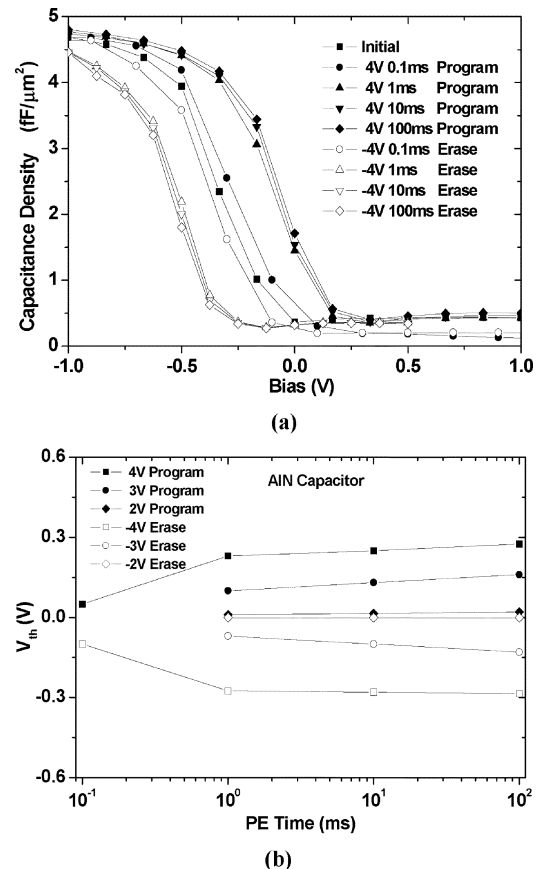 (a)
5
4
3
2
1
0
Capacitance Density (fF/μm²)
Initial
4V 0.1ms Program
4V 1ms Program
4V 10ms Program
4V 100ms Program
-4V 0.1ms Erase
-4V 1ms Erase
-4V 10ms Erase
-4V 100ms Erase
-1.0 -0.5 0.0 0.5 1.0
Bias (V)
(a)
0.6
0.3
0.0
-0.3
-0.6
Vth (V)
4V Program
3V Program
2V Program
-4V Erase
-3V Erase
-2V Erase
AlN Capacitor
10⁻¹ 10⁰ 10¹ 10²
PE Time (ms)
(b)